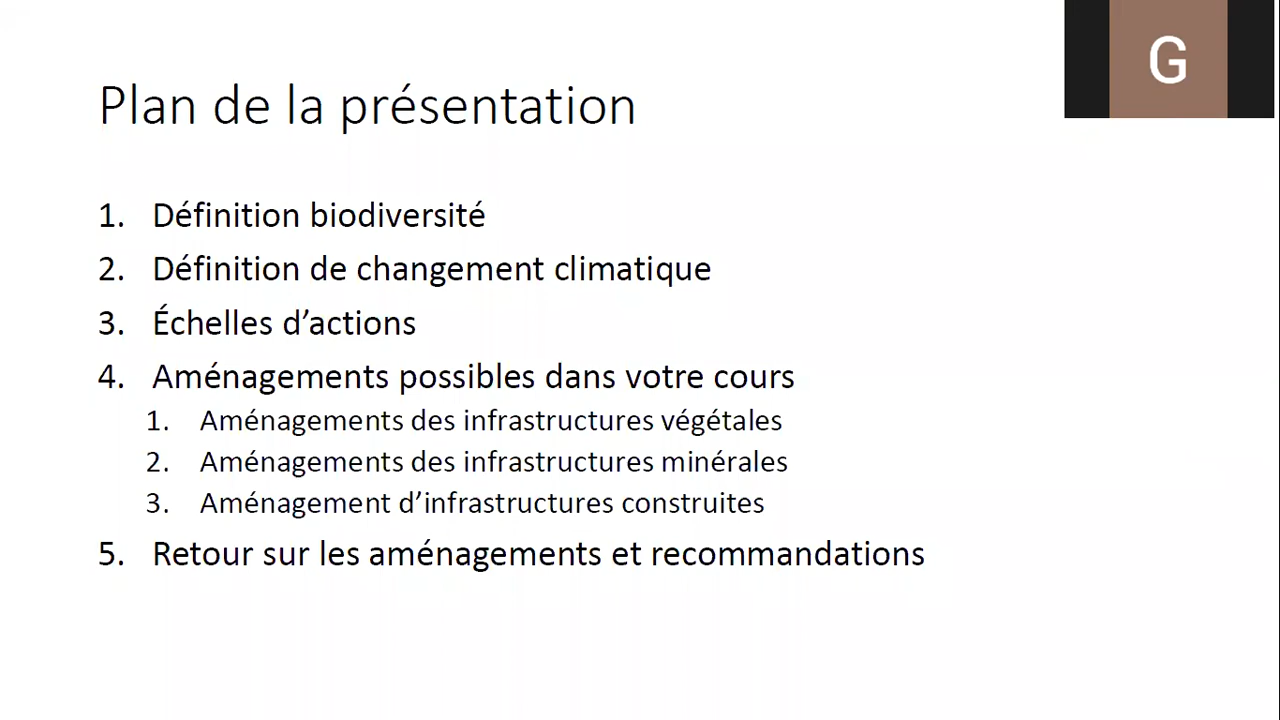 G
Plan de la présentation
1. Définition biodiversité
2. Définition de changement climatique
3. Échelles d’actions
4. Aménagements possibles dans votre cours
1. Aménagements des infrastructures végétales
2. Aménagements des infrastructures minérales
3. Aménagement d’infrastructures construites
5. Retour sur les aménagements et recommandations